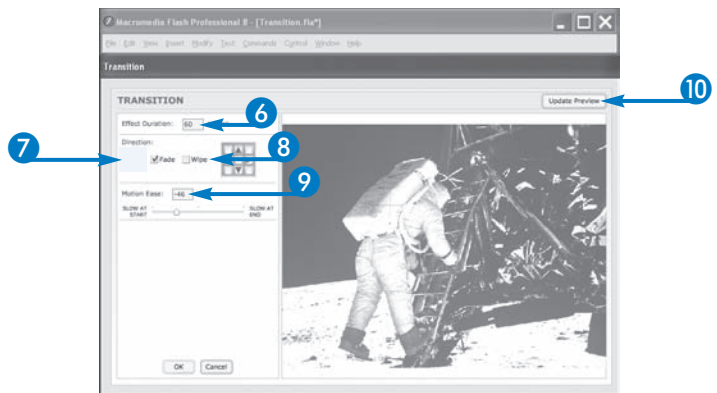 Macromedia Flash Professional 8 - [Transition.fla*]
File Edit View Insert Modify Text Commands Control Window Help
Transition
TRANSITION
Update Preview
10
Effect Duration: 60
6
Direction:
7
Fade Wipe
8
Motion Ease: -46
9
SLOW AT START
SLOW AT END
OK Cancel